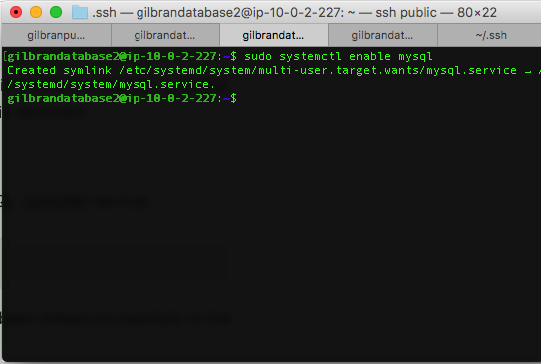 .ssh — gilbrandatabase2@ip-10-0-2-227: ~ — ssh public — 80×22
gilbranpu... gilbrandat... gilbrandat... gilbrandat... ~/.ssh
[gilbrandatabase2@ip-10-0-2-227:~$ sudo systemctl enable mysql
Created symlink /etc/systemd/system/multi-user.target.wants/mysql.service → /
/systemd/system/mysql.service.
gilbrandatabase2@ip-10-0-2-227:~$